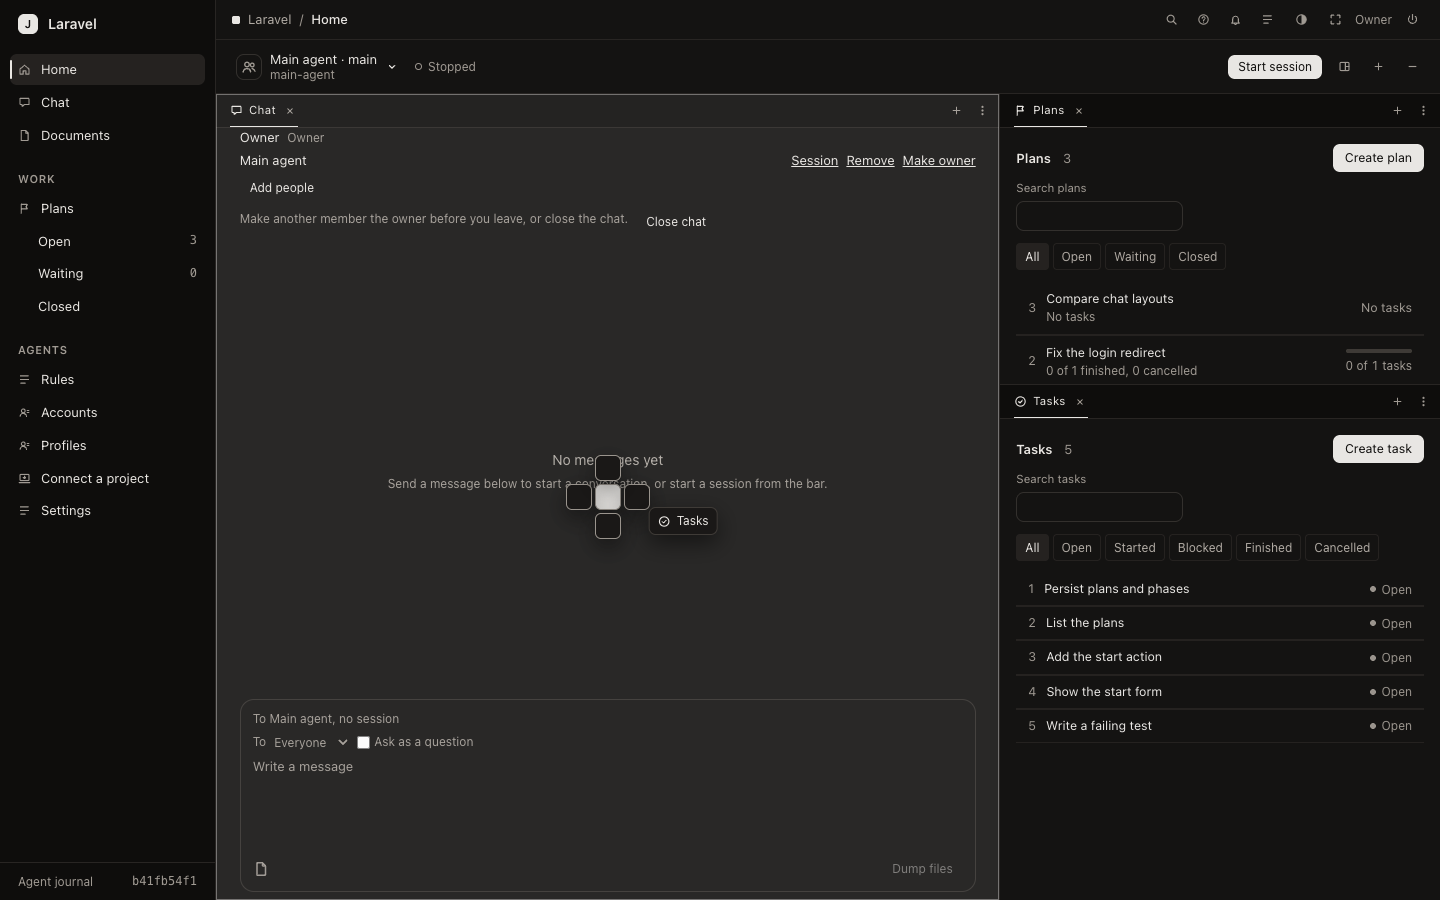 J Laravel
Home
Chat
Documents
WORK
Plans
Open 3
Waiting 0
Closed
AGENTS
Rules
Accounts
Profiles
Connect a project
Settings
Agent journal b41fb54f1
Laravel / Home
Owner
Main agent · main
main-agent
Stopped
Start session
Chat ×
Owner Owner
Main agent
Session Remove Make owner
Add people
Make another member the owner before you leave, or close the chat.
Close chat
No yet
Send a message below to start a or start a session from the bar.
Tasks
To Main agent, no session
To Everyone Ask as a question
Write a message
Dump files
Plans ×
Plans 3
Create plan
Search plans
All Open Waiting Closed
3 Compare chat layouts No tasks
No tasks
2 Fix the login redirect
0 of 1 finished, 0 cancelled 0 of 1 tasks
Tasks ×
Tasks 5
Create task
Search tasks
All Open Started Blocked Finished Cancelled
1 Persist plans and phases Open
2 List the plans Open
3 Add the start action Open
4 Show the start form Open
5 Write a failing test Open